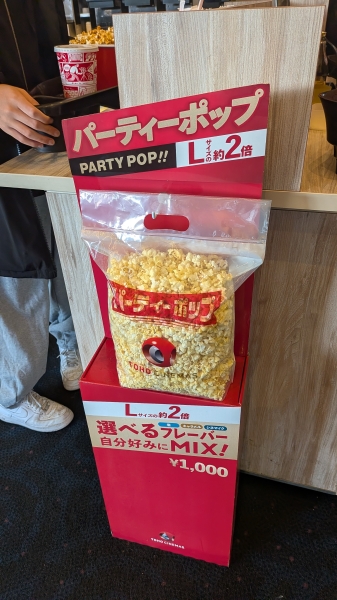 パーティーポップ
PARTY POP!!
Lサイズの約2倍
パーティーポップ
TOHO CINEMAS
Lサイズの約2倍
選べるフレーバー
自分好みにMIX!
¥1,000
TOHO CINEMAS